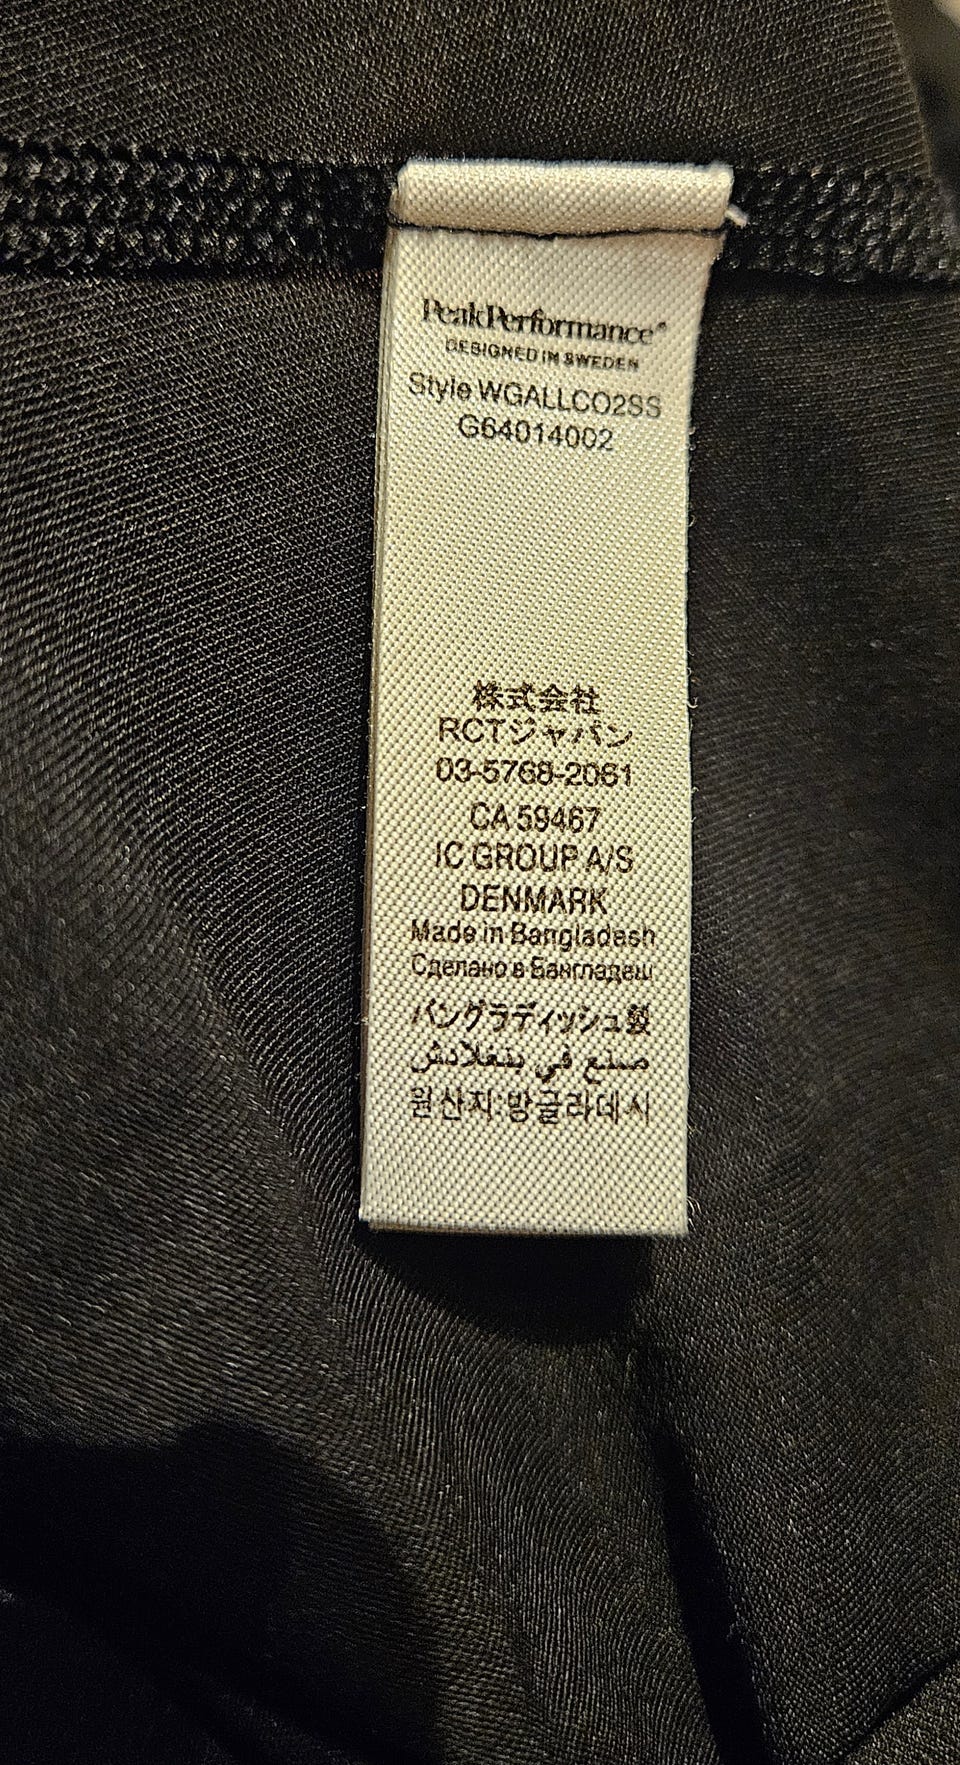 PeakPerformance®
DESIGNED IN SWEDEN
Style WGALLCO2SS
G64014002
株式会社
RCTジャパン
03-5768-2061
CA 59467
IC GROUP A/S
DENMARK
Made in Bangladesh
Сделано в Бангладеш
バングラディッシュ製
صنع في بنغلادش
원산지:방글라데시